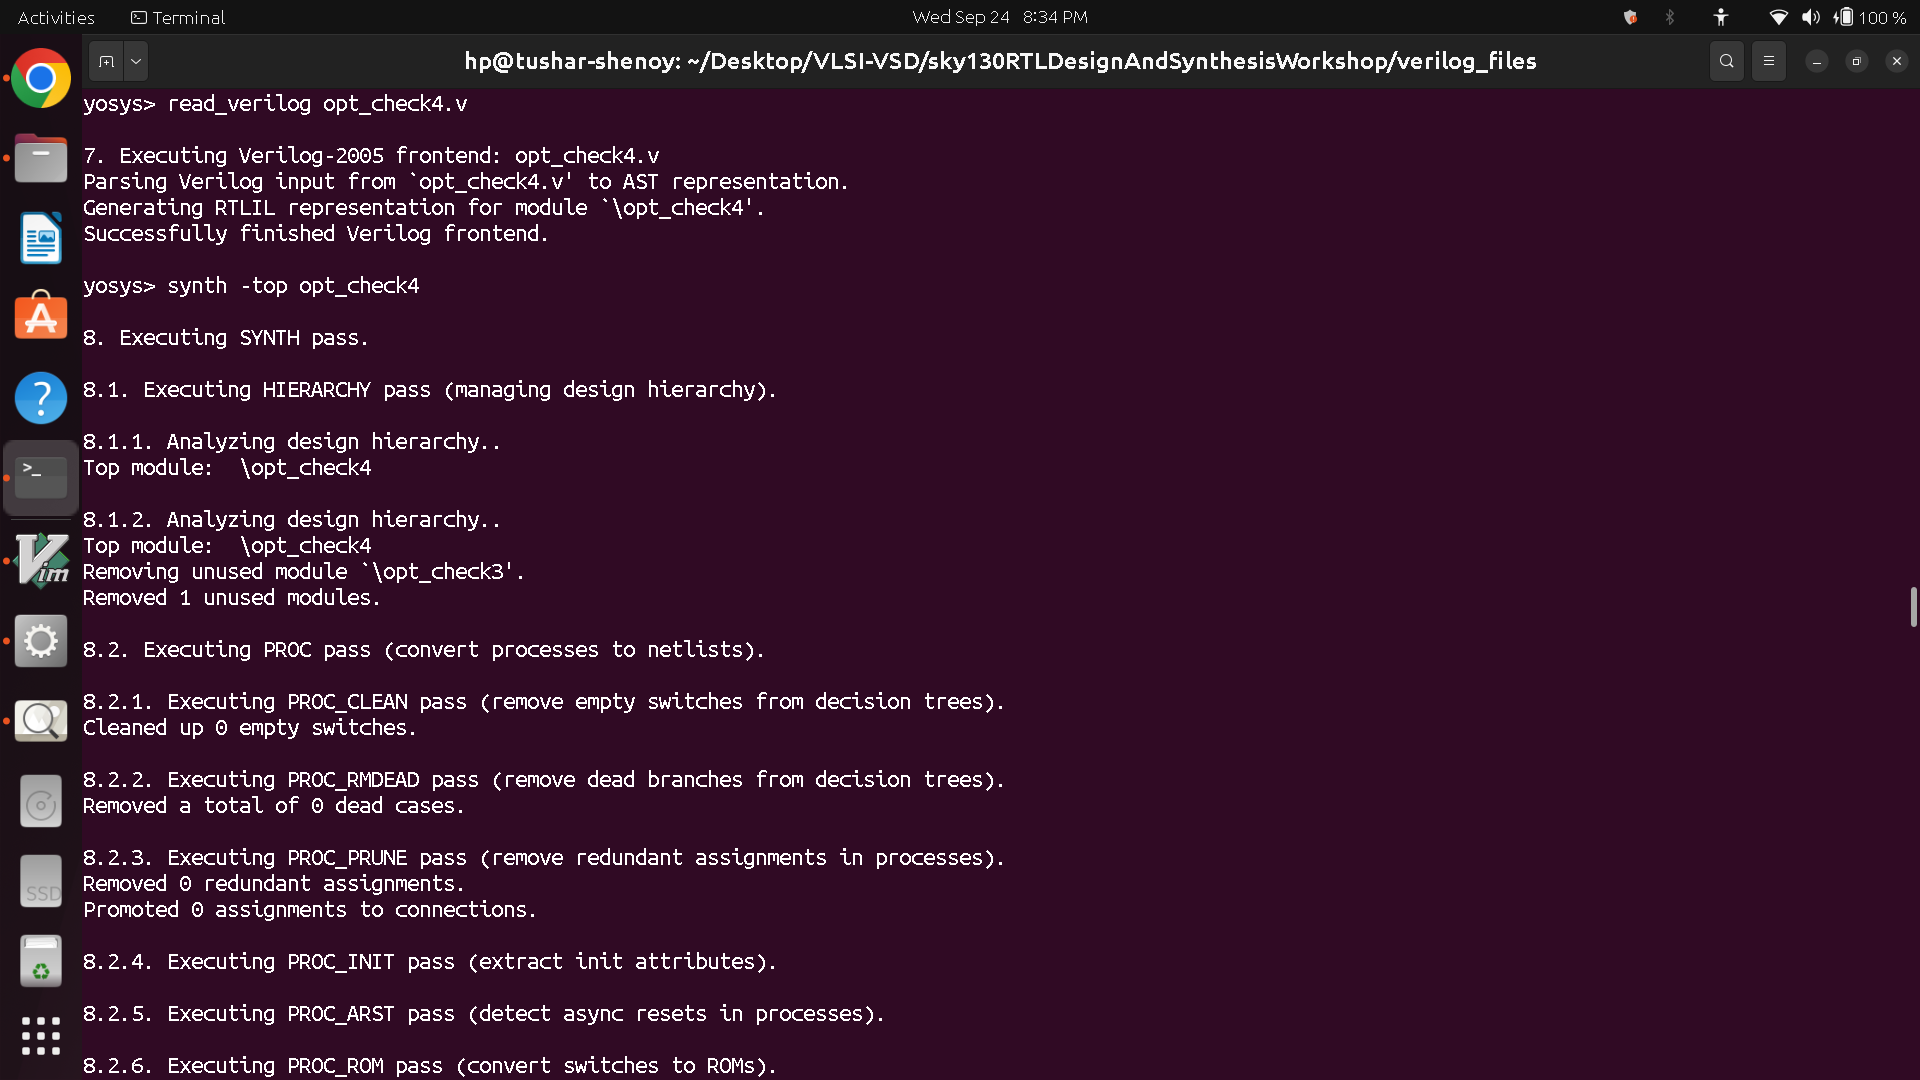 Activities
Terminal
Wed Sep 24 8:34 PM
100 %
hp@tushar-shenoy: ~/Desktop/VLSI-VSD/sky130RTLDesignAndSynthesisWorkshop/verilog_files
yosys> read_verilog opt_check4.v
7. Executing Verilog-2005 frontend: opt_check4.v
Parsing Verilog input from `opt_check4.v' to AST representation.
Generating RTLIL representation for module `\opt_check4'.
Successfully finished Verilog frontend.
yosys> synth -top opt_check4
8. Executing SYNTH pass.
8.1. Executing HIERARCHY pass (managing design hierarchy).
8.1.1. Analyzing design hierarchy..
Top module:  \opt_check4
8.1.2. Analyzing design hierarchy..
Top module:  \opt_check4
Removing unused module `\opt_check3'.
Removed 1 unused modules.
8.2. Executing PROC pass (convert processes to netlists).
8.2.1. Executing PROC_CLEAN pass (remove empty switches from decision trees).
Cleaned up 0 empty switches.
8.2.2. Executing PROC_RMDEAD pass (remove dead branches from decision trees).
Removed a total of 0 dead cases.
8.2.3. Executing PROC_PRUNE pass (remove redundant assignments in processes).
Removed 0 redundant assignments.
Promoted 0 assignments to connections.
8.2.4. Executing PROC_INIT pass (extract init attributes).
8.2.5. Executing PROC_ARST pass (detect async resets in processes).
8.2.6. Executing PROC_ROM pass (convert switches to ROMs).
?
>_
Vim
SSD